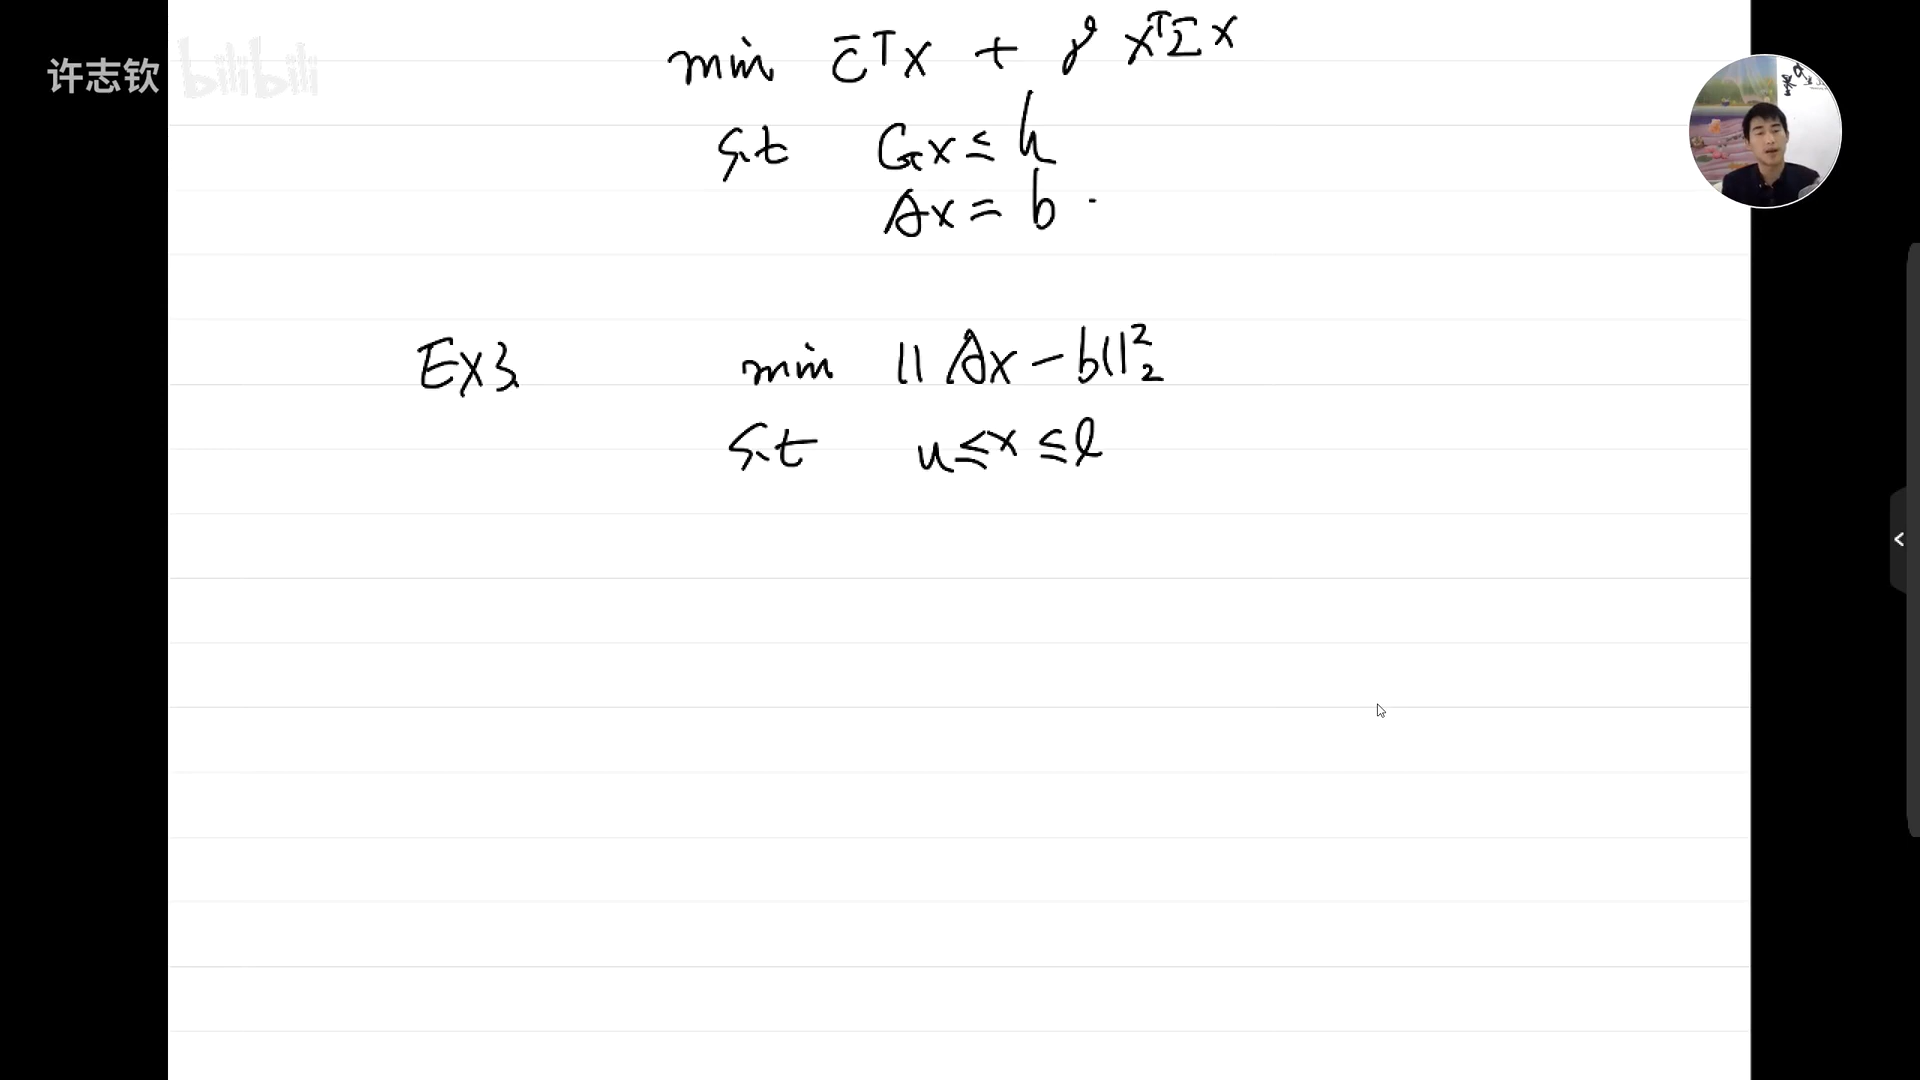 许志钦 bilibili
min c̄ᵀx + γ xᵀΣx
s.t Gx ≤ h
Ax = b .
EX3. min ||Ax - b||₂²
s.t u ≤ x ≤ l